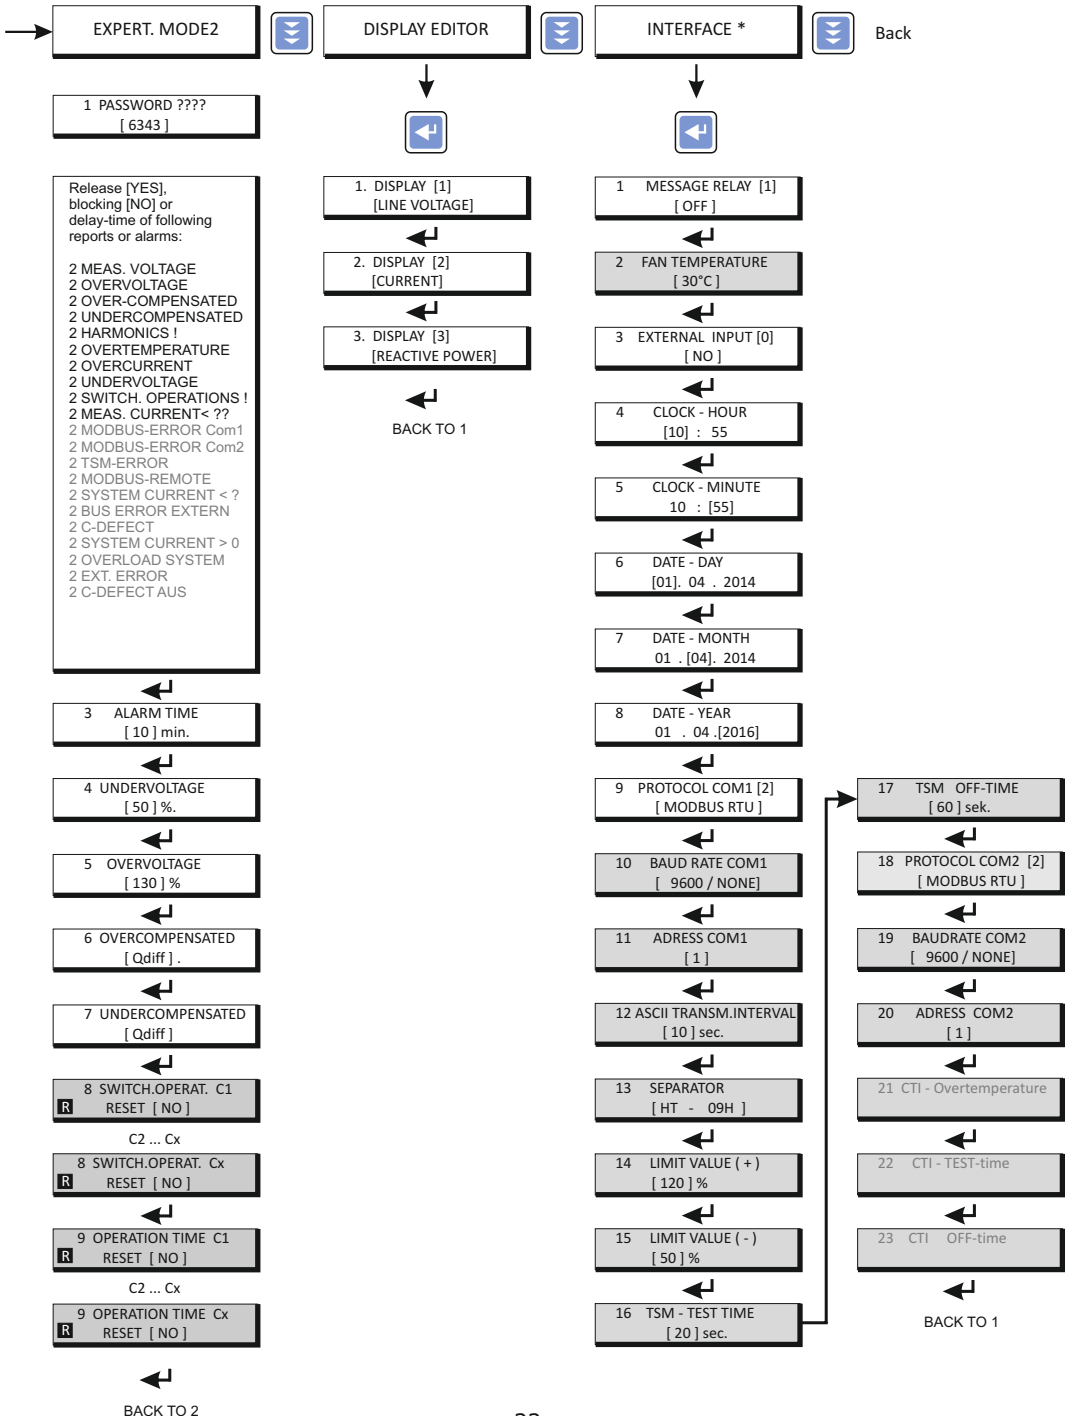 EXPERT. MODE2
DISPLAY EDITOR
INTERFACE *
Back
1 PASSWORD ????
[ 6343 ]
Release [YES],
blocking [NO] or
delay-time of following
reports or alarms:
2 MEAS. VOLTAGE
2 OVERVOLTAGE
2 OVER-COMPENSATED
2 UNDERCOMPENSATED
2 HARMONICS !
2 OVERTEMPERATURE
2 OVERCURRENT
2 UNDERVOLTAGE
2 SWITCH. OPERATIONS !
2 MEAS. CURRENT< ??
2 MODBUS-ERROR Com1
2 MODBUS-ERROR Com2
2 TSM-ERROR
2 MODBUS-REMOTE
2 SYSTEM CURRENT < ?
2 BUS ERROR EXTERN
2 C-DEFECT
2 SYSTEM CURRENT > 0
2 OVERLOAD SYSTEM
2 EXT. ERROR
2 C-DEFECT AUS
3 ALARM TIME
[ 10 ] min.
4 UNDERVOLTAGE
[ 50 ] %.
5 OVERVOLTAGE
[ 130 ] %
6 OVERCOMPENSATED
[ Qdiff ] .
7 UNDERCOMPENSATED
[ Qdiff ]
8 SWITCH.OPERAT. C1
R RESET [ NO ]
C2 ... Cx
8 SWITCH.OPERAT. Cx
R RESET [ NO ]
9 OPERATION TIME C1
R RESET [ NO ]
C2 ... Cx
9 OPERATION TIME Cx
R RESET [ NO ]
BACK TO 2
1. DISPLAY [1]
[LINE VOLTAGE]
2. DISPLAY [2]
[CURRENT]
3. DISPLAY [3]
[REACTIVE POWER]
BACK TO 1
1 MESSAGE RELAY [1]
[ OFF ]
2 FAN TEMPERATURE
[ 30°C ]
3 EXTERNAL INPUT [0]
[ NO ]
4 CLOCK - HOUR
[10] : 55
5 CLOCK - MINUTE
10 : [55]
6 DATE - DAY
[01]. 04 . 2014
7 DATE - MONTH
01 . [04]. 2014
8 DATE - YEAR
01 . 04 .[2016]
9 PROTOCOL COM1 [2]
[ MODBUS RTU ]
10 BAUD RATE COM1
[ 9600 / NONE]
11 ADRESS COM1
[ 1 ]
12 ASCII TRANSM.INTERVAL
[ 10 ] sec.
13 SEPARATOR
[ HT - 09H ]
14 LIMIT VALUE ( + )
[ 120 ] %
15 LIMIT VALUE ( - )
[ 50 ] %
16 TSM - TEST TIME
[ 20 ] sec.
17 TSM OFF-TIME
[ 60 ] sek.
18 PROTOCOL COM2 [2]
[ MODBUS RTU ]
19 BAUDRATE COM2
[ 9600 / NONE]
20 ADRESS COM2
[ 1 ]
21 CTI - Overtemperature
22 CTI - TEST-time
23 CTI OFF-time
BACK TO 1